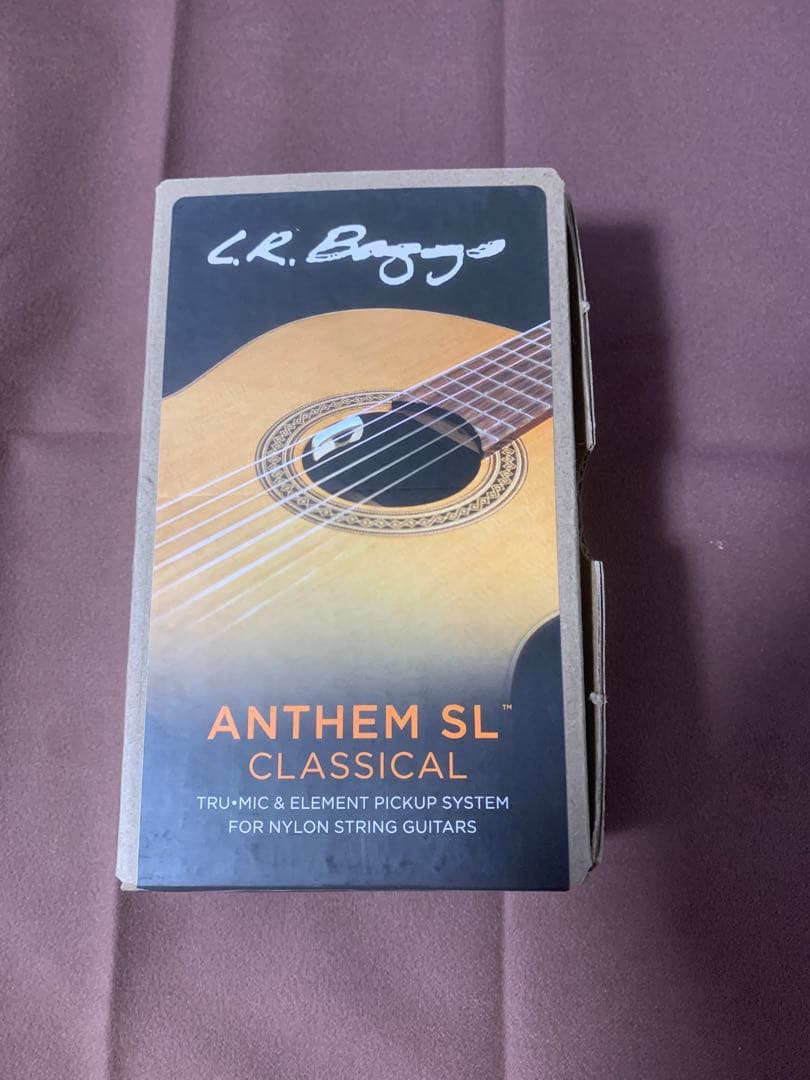 L.R. Baggs
ANTHEM SL™
CLASSICAL
TRU•MIC & ELEMENT PICKUP SYSTEM
FOR NYLON STRING GUITARS